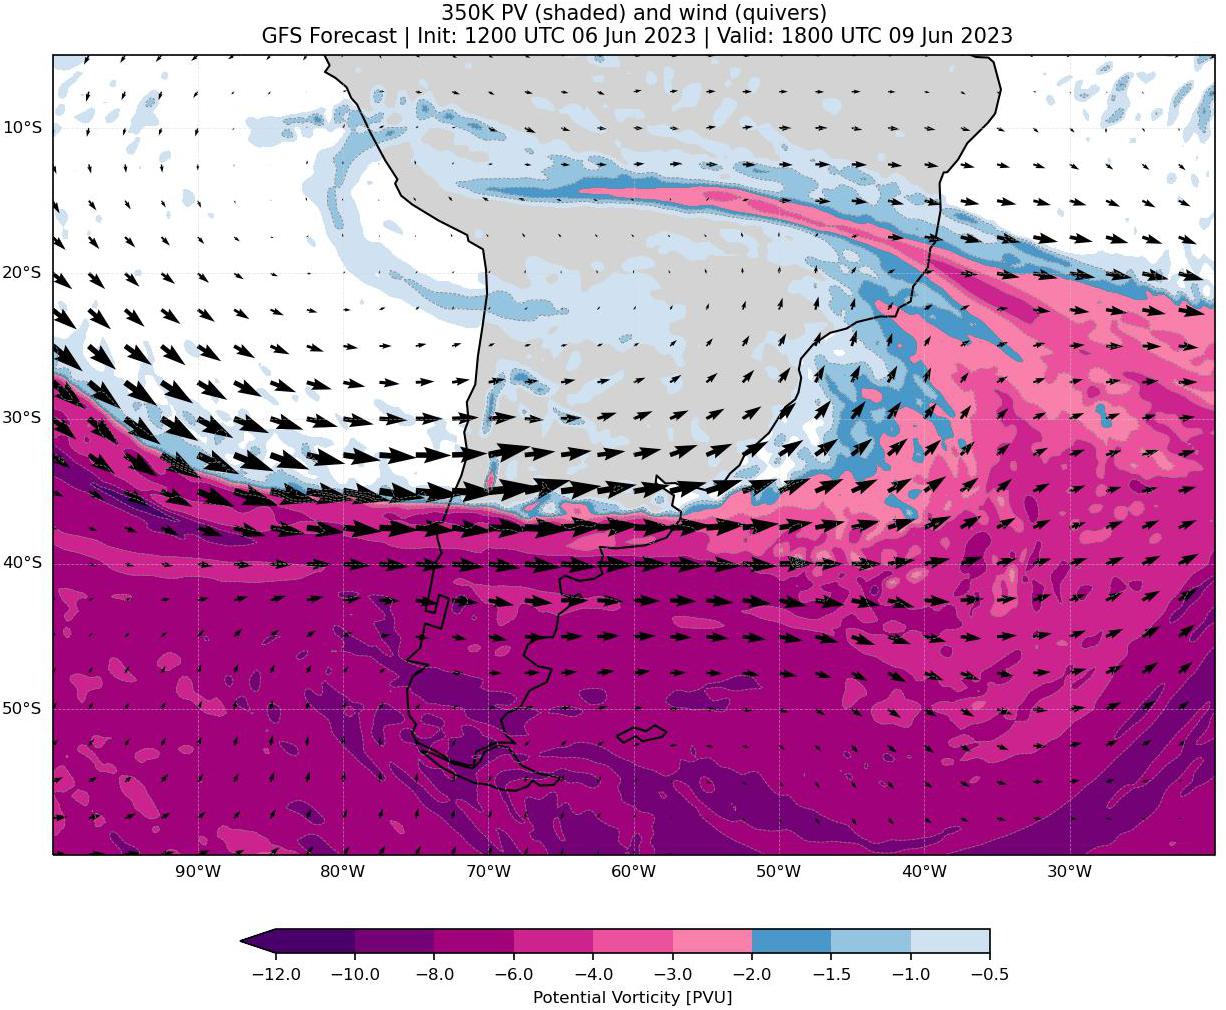 350K PV (shaded) and wind (quivers)
GFS Forecast | Init: 1200 UTC 06 Jun 2023 | Valid: 1800 UTC 09 Jun 2023
10°S
20°S
30°S
40°S
50°S
90°W 80°W 70°W 60°W 50°W 40°W 30°W
−12.0 −10.0 −8.0 −6.0 −4.0 −3.0 −2.0 −1.5 −1.0 −0.5
Potential Vorticity [PVU]